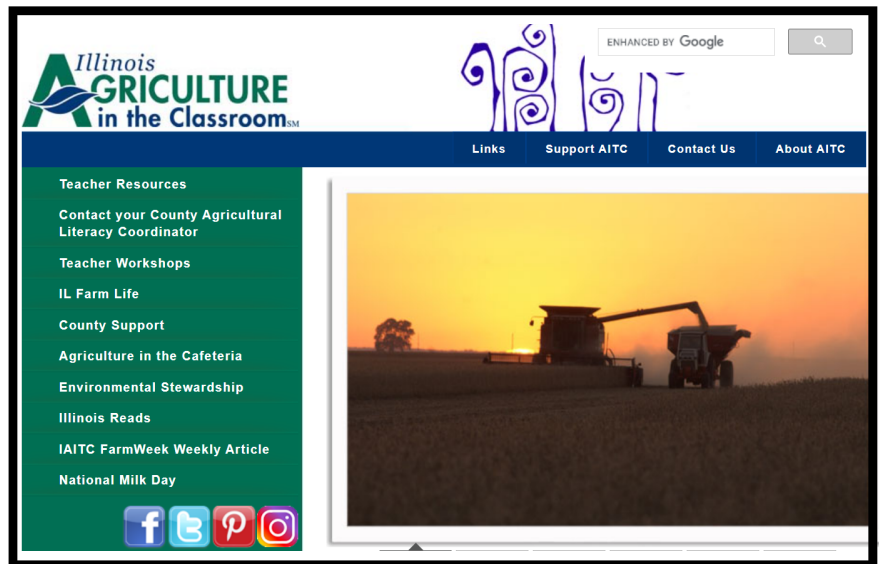 Illinois
AGRICULTURE
in the Classroom SM
ENHANCED BY Google
Links Support AITC Contact Us About AITC
Teacher Resources
Contact your County Agricultural
Literacy Coordinator
Teacher Workshops
IL Farm Life
County Support
Agriculture in the Cafeteria
Environmental Stewardship
Illinois Reads
IAITC FarmWeek Weekly Article
National Milk Day